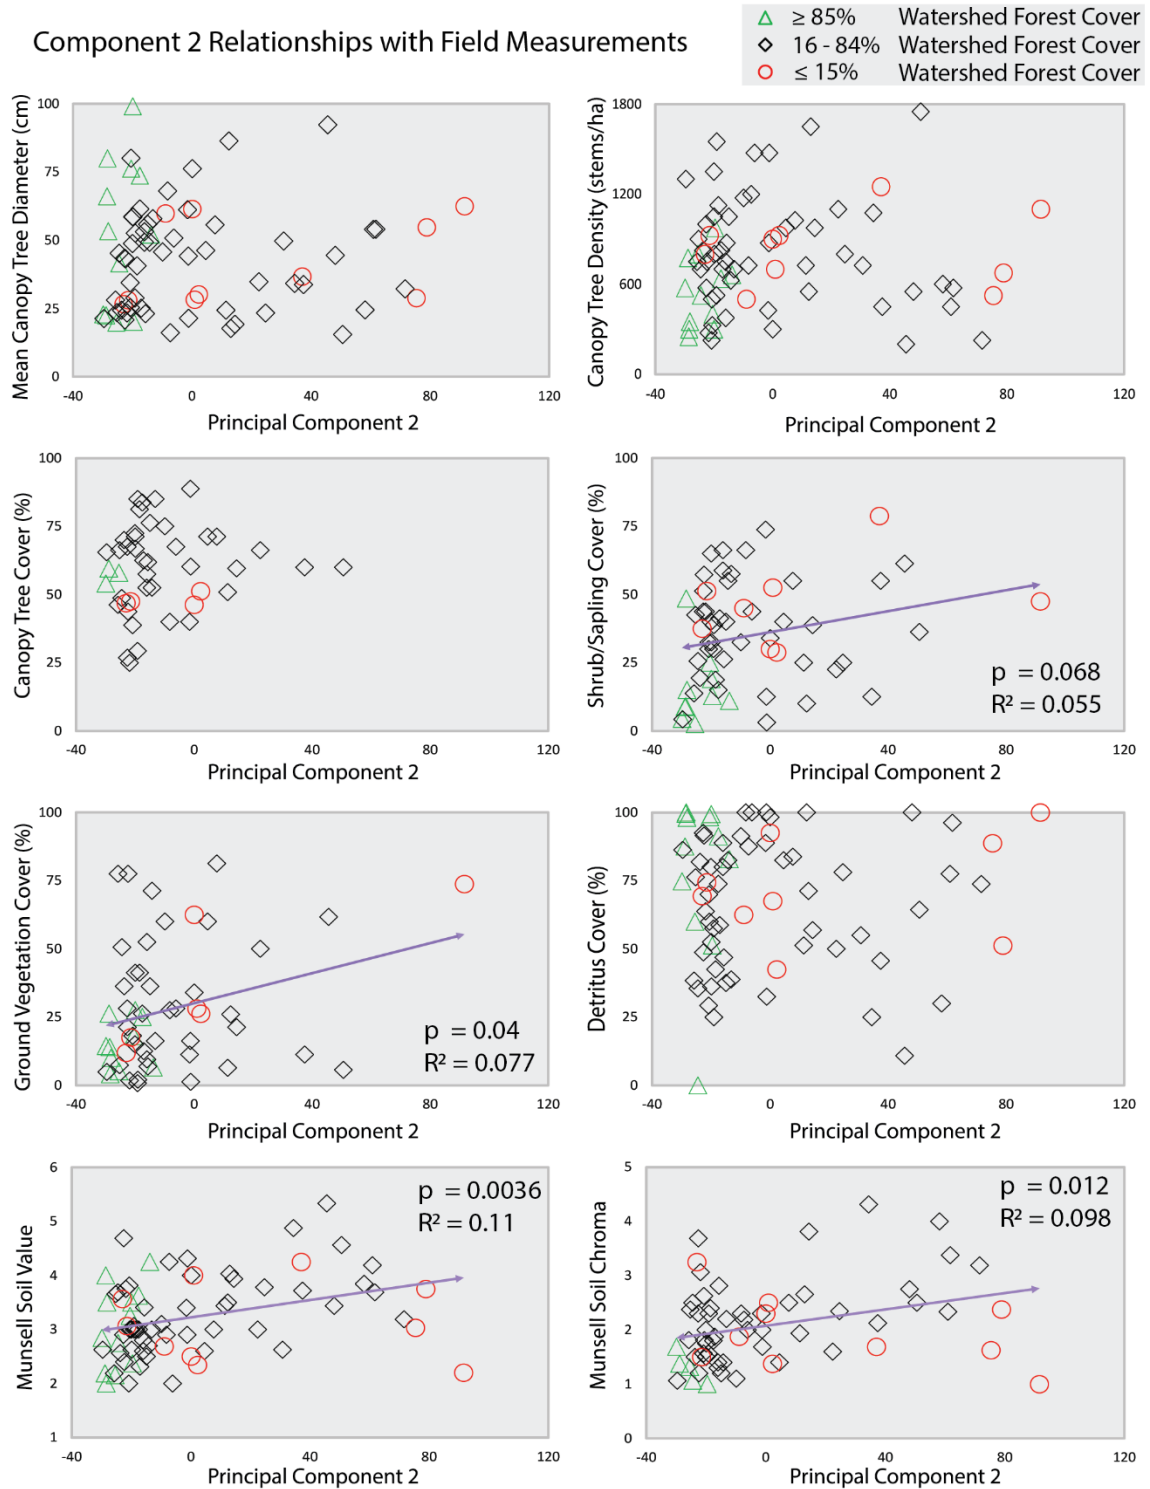 Component 2 Relationships with Field Measurements
≥ 85% Watershed Forest Cover
16 - 84% Watershed Forest Cover
≤ 15% Watershed Forest Cover
Mean Canopy Tree Diameter (cm)
100
75
50
25
0
-40 0 40 80 120
Principal Component 2
Canopy Tree Density (stems/ha)
1800
1200
600
0
-40 0 40 80 120
Principal Component 2
Canopy Tree Cover (%)
100
75
50
25
0
-40 0 40 80 120
Principal Component 2
Shrub/Sapling Cover (%)
100
75
50
25
0
p = 0.068
R² = 0.055
-40 0 40 80 120
Principal Component 2
Ground Vegetation Cover (%)
100
75
50
25
0
p = 0.04
R² = 0.077
-40 0 40 80 120
Principal Component 2
Detritus Cover (%)
100
75
50
25
0
-40 0 40 80 120
Principal Component 2
Munsell Soil Value
6
5
4
3
2
1
p = 0.0036
R² = 0.11
-40 0 40 80 120
Principal Component 2
Munsell Soil Chroma
5
4
3
2
1
0
p = 0.012
R² = 0.098
-40 0 40 80 120
Principal Component 2